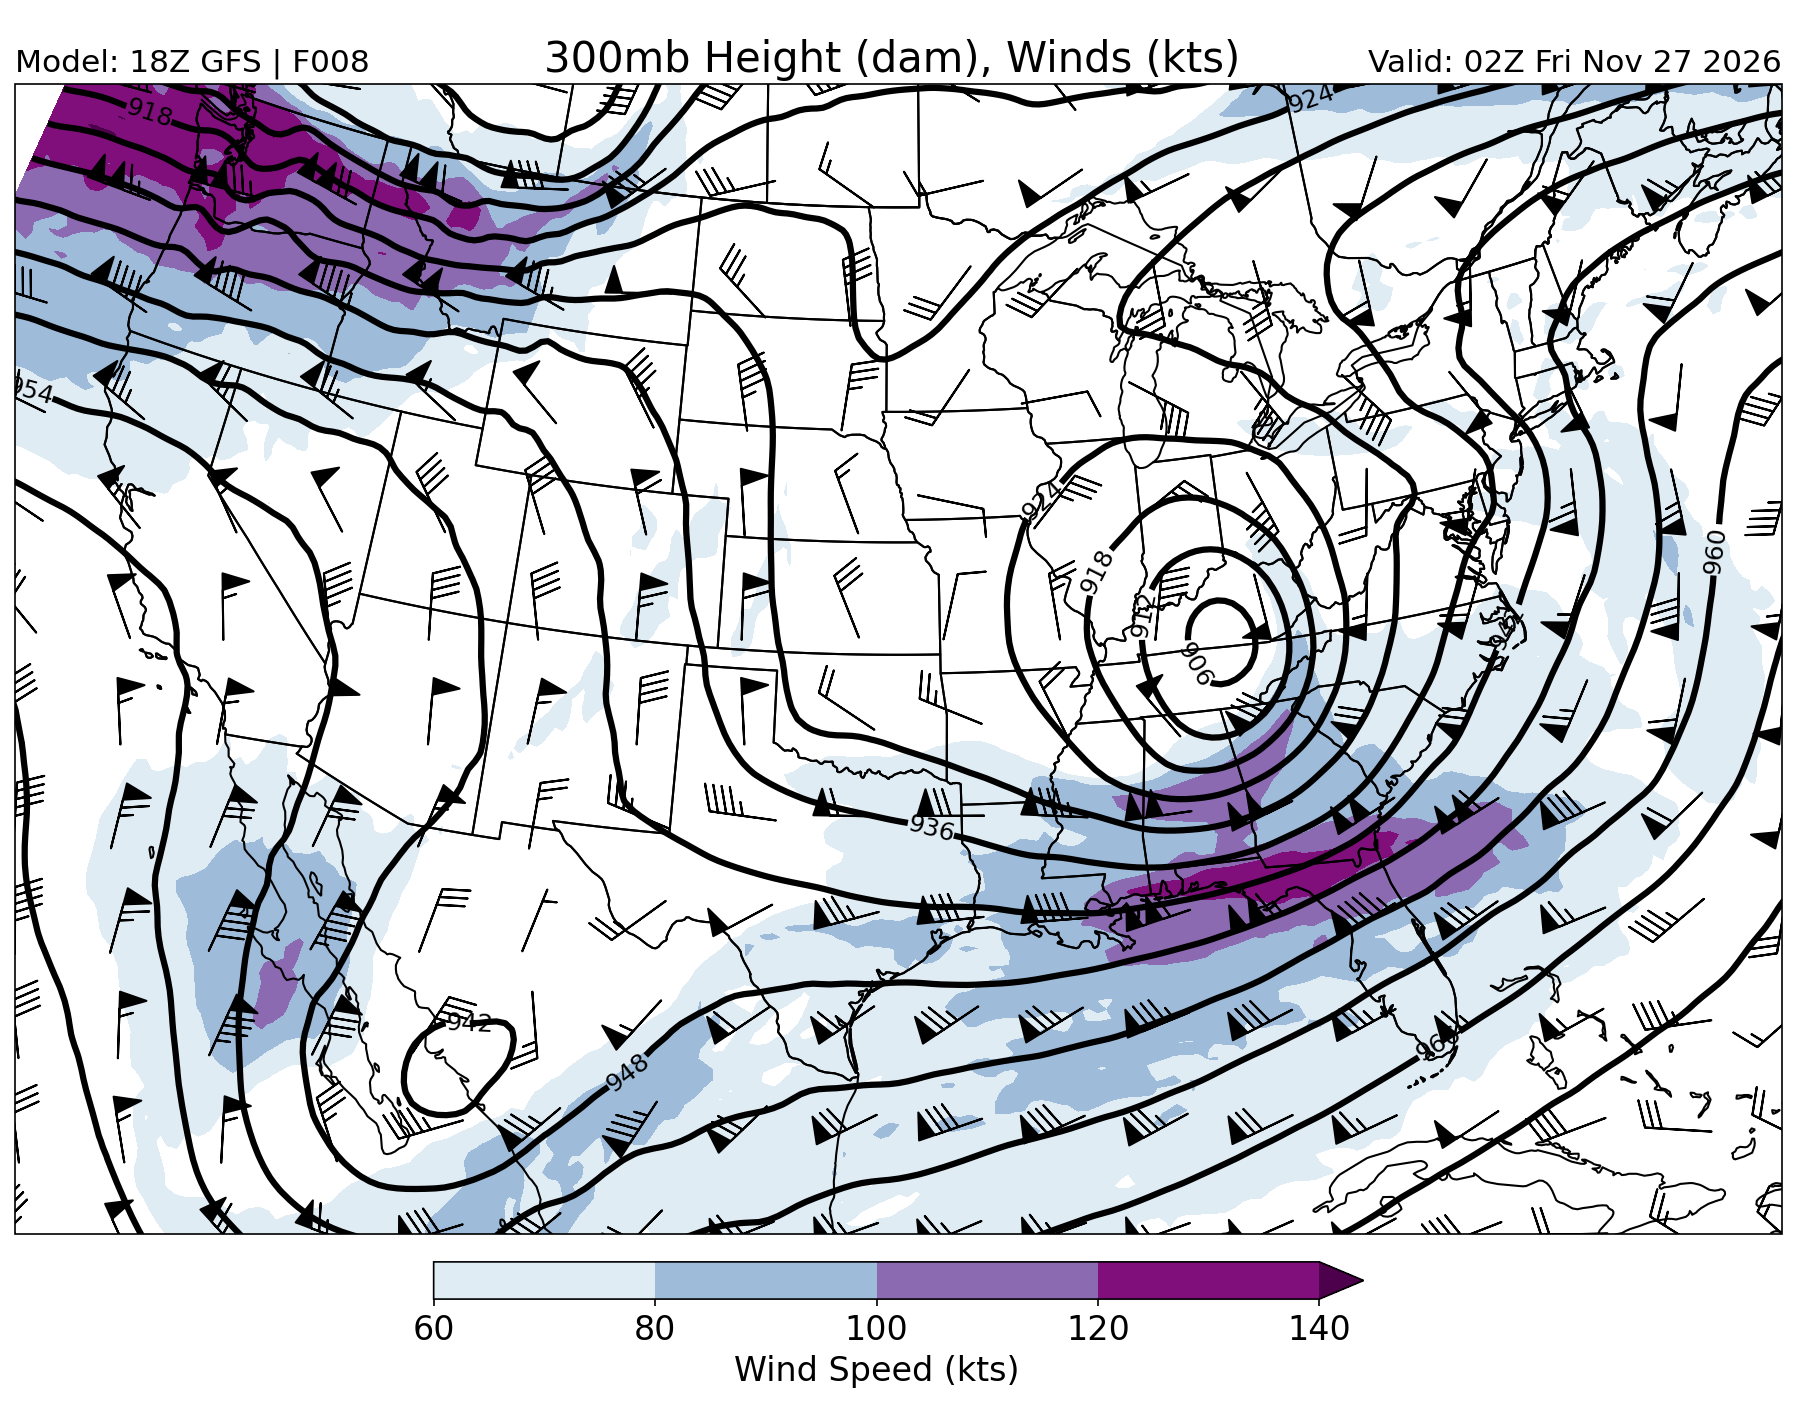 Model: 18Z GFS | F008
300mb Height (dam), Winds (kts)
Valid: 02Z Fri Nov 27 2026
918
924
954
924
918
912
960
906
936
942
948
60 80 100 120 140
Wind Speed (kts)